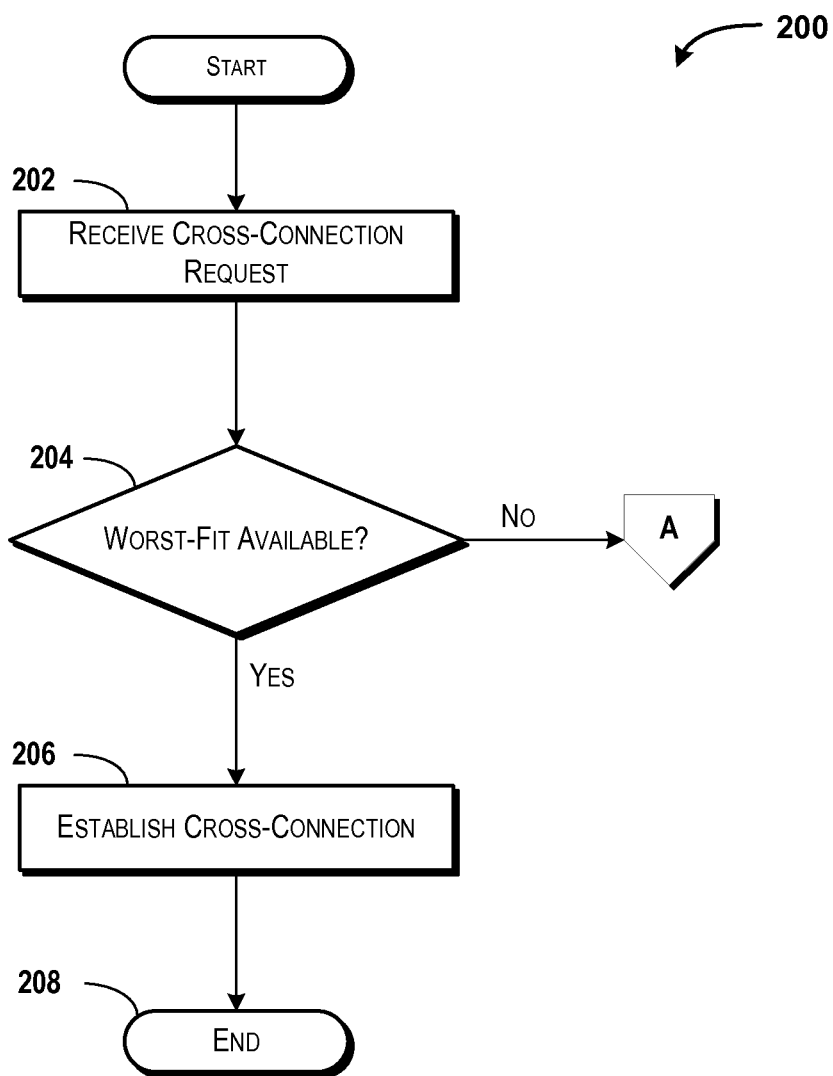 200
START
202
RECEIVE CROSS-CONNECTION
REQUEST
204
WORST-FIT AVAILABLE?
NO
A
YES
206
ESTABLISH CROSS-CONNECTION
208
END